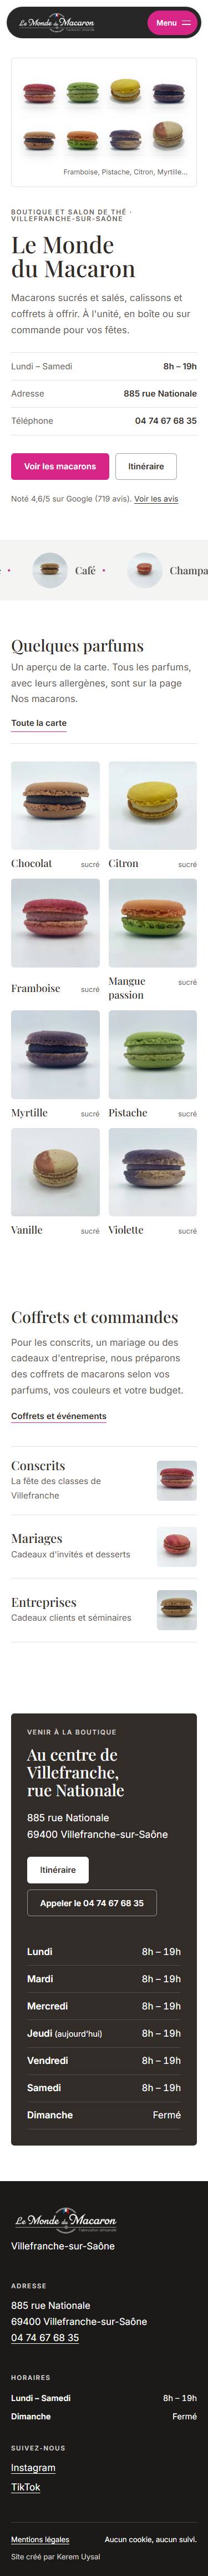 Le Monde du Macaron
Menu
Framboise, Pistache, Citron, Myrtille...
BOUTIQUE ET SALON DE THÉ ·
VILLEFRANCHE-SUR-SAÔNE
Le Monde
du Macaron
Macarons sucrés et salés, calissons et
coffrets à offrir. À l'unité, en boîte ou sur
commande pour vos fêtes.
Lundi – Samedi 8h – 19h
Adresse 885 rue Nationale
Téléphone 04 74 67 68 35
Voir les macarons Itinéraire
Noté 4,6/5 sur Google (719 avis). Voir les avis
Café • Champa
Quelques parfums
Un aperçu de la carte. Tous les parfums,
avec leurs allergènes, sont sur la page
Nos macarons.
Toute la carte
Chocolat sucré
Citron sucré
Framboise sucré
Mangue
passion sucré
Myrtille sucré
Pistache sucré
Vanille sucré
Violette sucré
Coffrets et commandes
Pour les conscrits, un mariage ou des
cadeaux d'entreprise, nous préparons
des coffrets de macarons selon vos
parfums, vos couleurs et votre budget.
Coffrets et événements
Conscrits
La fête des classes de
Villefranche
Mariages
Cadeaux d'invités et desserts
Entreprises
Cadeaux clients et séminaires
VENIR À LA BOUTIQUE
Au centre de
Villefranche,
rue Nationale
885 rue Nationale
69400 Villefranche-sur-Saône
Itinéraire
Appeler le 04 74 67 68 35
Lundi 8h – 19h
Mardi 8h – 19h
Mercredi 8h – 19h
Jeudi (aujourd'hui) 8h – 19h
Vendredi 8h – 19h
Samedi 8h – 19h
Dimanche Fermé
Le Monde du Macaron
Fabrication artisanale
Villefranche-sur-Saône
ADRESSE
885 rue Nationale
69400 Villefranche-sur-Saône
04 74 67 68 35
HORAIRES
Lundi – Samedi 8h – 19h
Dimanche Fermé
SUIVEZ-NOUS
Instagram
TikTok
Mentions légales Aucun cookie, aucun suivi.
Site créé par Kerem Uysal